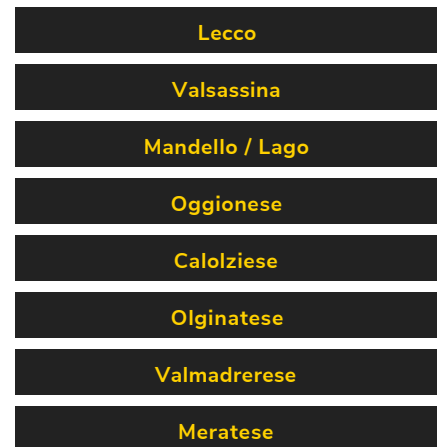 Lecco
Valsassina
Mandello / Lago
Oggionese
Calolziese
Olginatese
Valmadrerese
Meratese